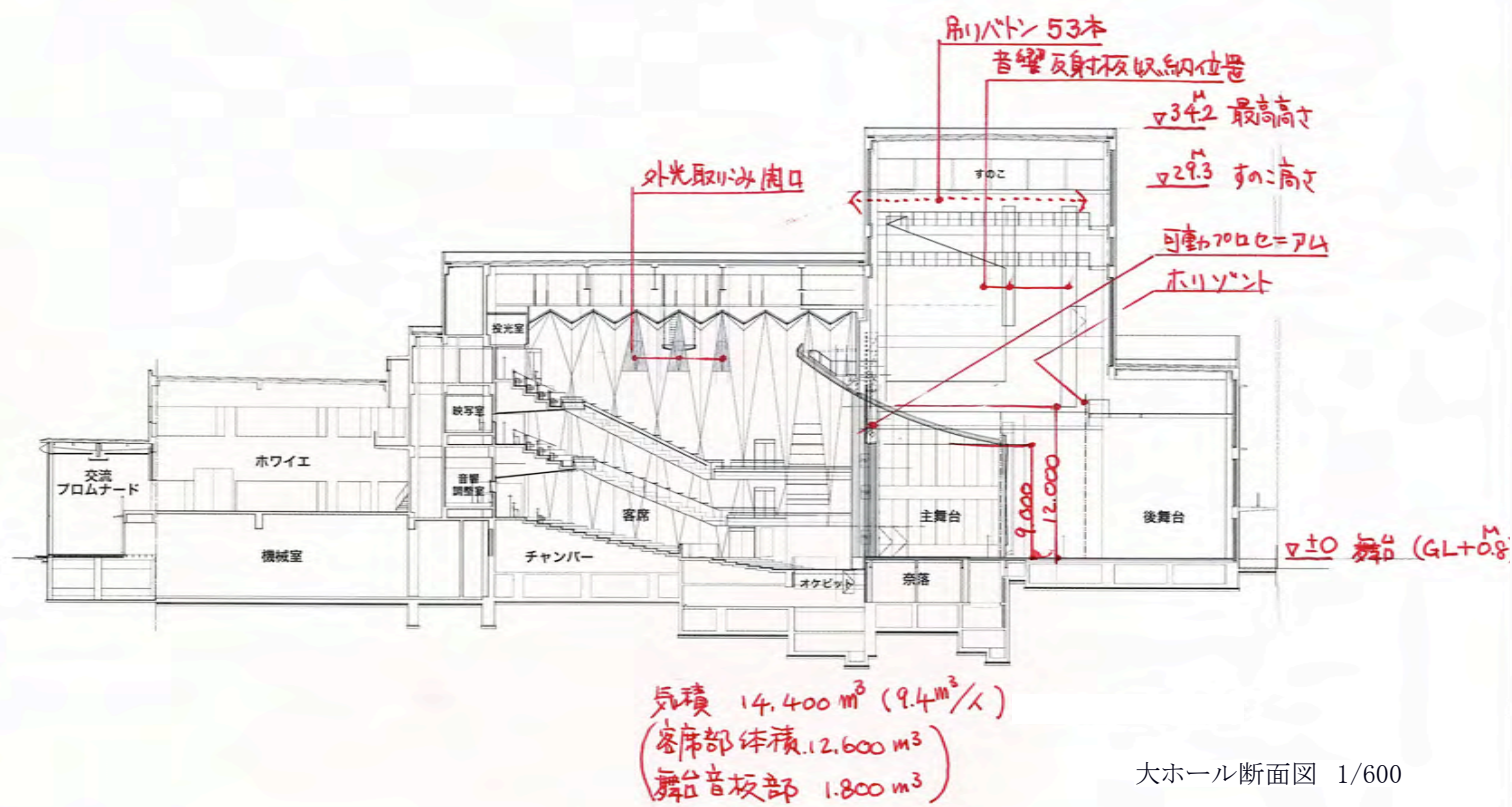 吊りバトン 53本
音響反射板収納位置
▽34.2M 最高高さ
外光取り込み開口
すのこ
▽29.3M すのこ高さ
可動プロセニアム
ホリゾント
投光室
映写室
ホワイエ
交流
プロムナード
音響
調整室
客席
主舞台
9.000
12.000
後舞台
機械室
チャンバー
オケピット
奈落
▽±0 舞台 (GL+0.8M
気積 14,400m³ (9.4m³/人)
(客席部体積.12,600m³
舞台音板部 1.800m³)
大ホール断面図 1/600